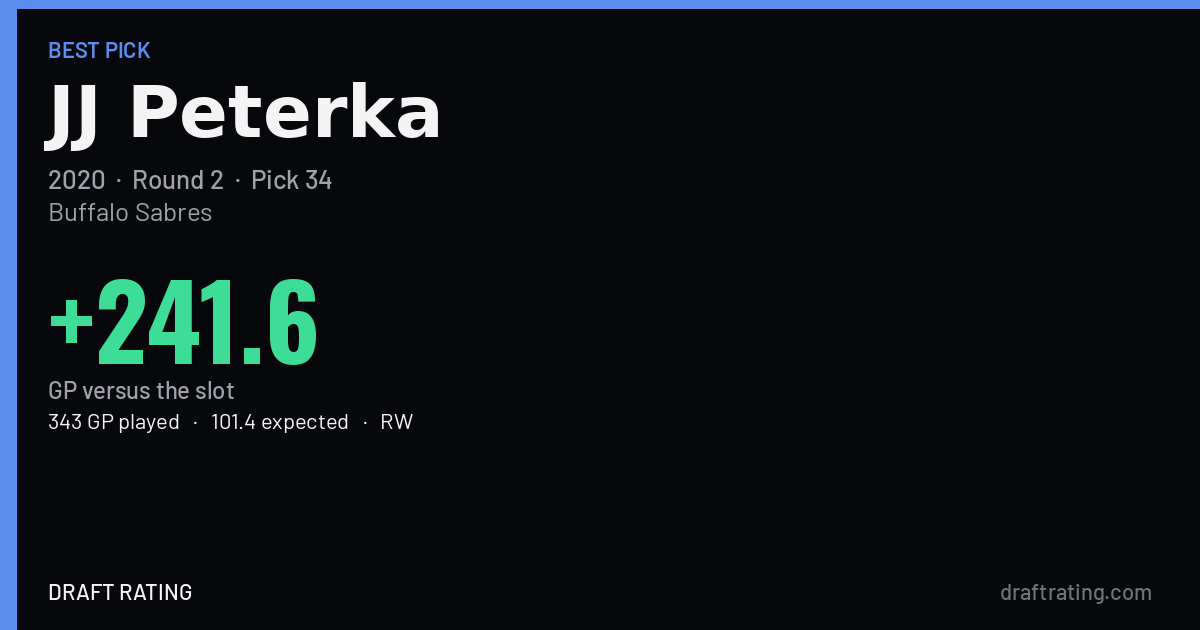 BEST PICK
JJ Peterka
2020 · Round 2 · Pick 34
Buffalo Sabres
+241.6
GP versus the slot
343 GP played · 101.4 expected · RW
DRAFT RATING
draftrating.com